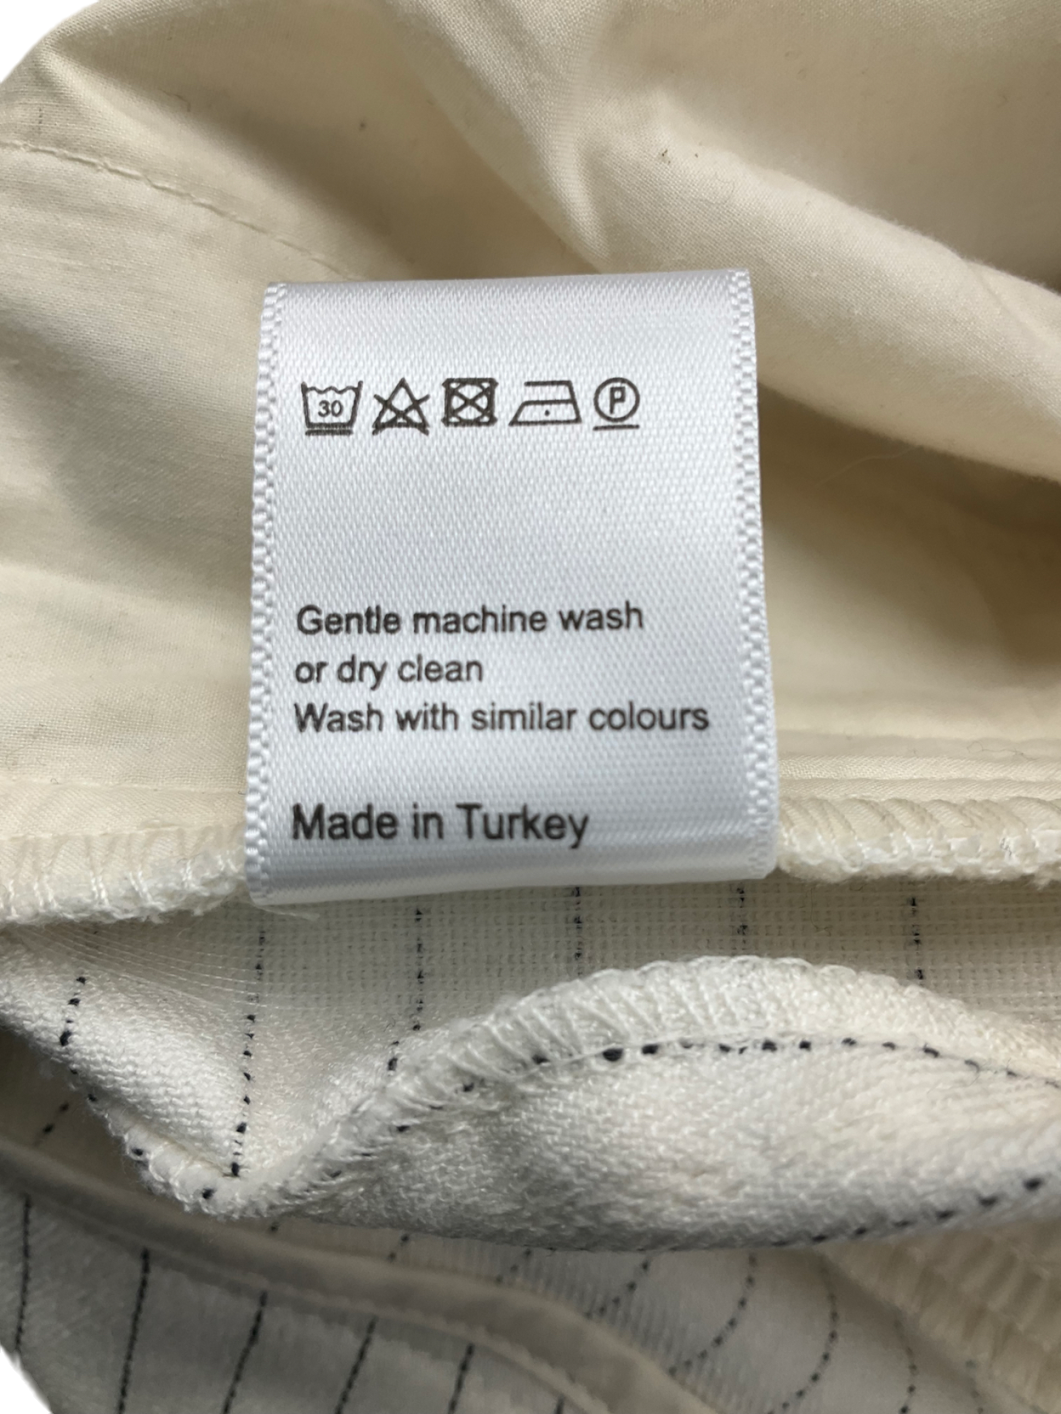 30 P
Gentle machine wash
or dry clean
Wash with similar colours
Made in Turkey